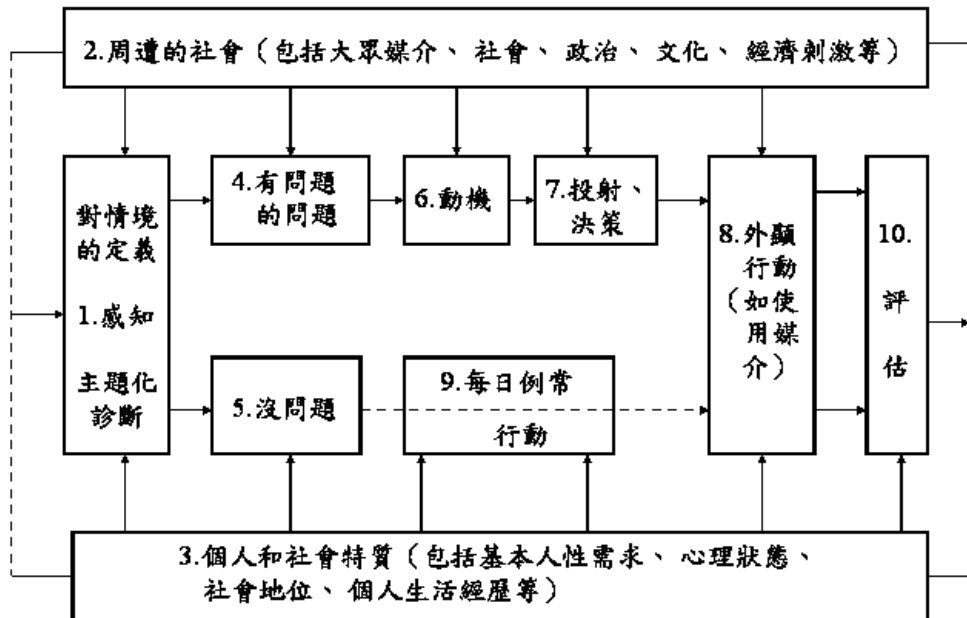 2.周遭的社會（包括大眾媒介、社會、政治、文化、經濟刺激等）
對情境
的定義
1.感知
主題化
診斷
4.有問題
的問題
6.動機
7.投射、
決策
8.外顯
行動
（如使
用媒
介）
10.
評
估
5.沒問題
9.每日例常
行動
3.個人和社會特質（包括基本人性需求、心理狀態、
社會地位、個人生活經歷等）